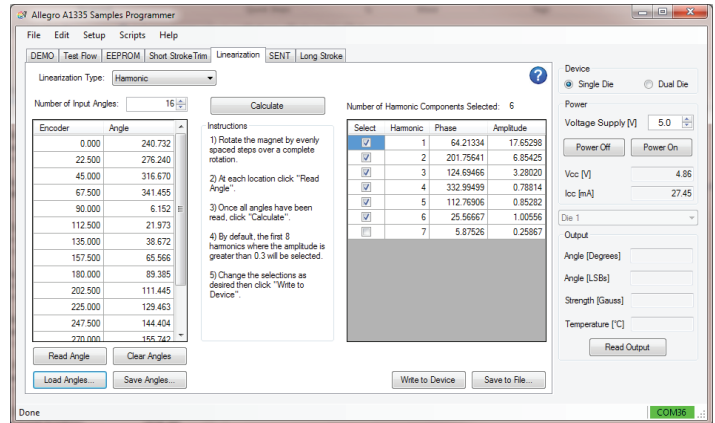 Allegro A1335 Samples Programmer
File Edit Setup Scripts Help
DEMO Test Row EEPROM Short Stroke Trim Linearization SENT Long Stroke
Linearization Type: Harmonic
?
Number of Input Angles: 16
Calculate
Number of Harmonic Components Selected: 6
Encoder Angle
0.000 240.732
22.500 276.240
45.000 316.670
67.500 341.455
90.000 6.152
112.500 21.973
135.000 38.672
157.500 65.566
180.000 89.385
202.500 111.445
225.000 129.463
247.500 144.404
270.000 155.742
Read Angle Clear Angles
Load Angles... Save Angles...
Instructions
1) Rotate the magnet by evenly
spaced steps over a complete
rotation.
2) At each location click "Read
Angle".
3) Once all angles have been
read, click "Calculate".
4) By default, the first 8
harmonics where the amplitude is
greater than 0.3 will be selected.
5) Change the selections as
desired then click "Write to
Device".
Select Harmonic Phase Amplitude
1 64.21334 17.65298
2 201.75641 6.85425
3 124.69466 3.28020
4 332.99499 0.78814
5 112.76906 0.85282
6 25.56667 1.00556
7 5.87526 0.25867
Write to Device Save to File...
Device
Single Die Dual Die
Power
Voltage Supply [V] 5.0
Power Off Power On
Vcc [V] 4.86
Icc [mA] 27.45
Die 1
Output
Angle [Degrees]
Angle [LSBs]
Strength [Gauss]
Temperature [°C]
Read Output
Done
COM36